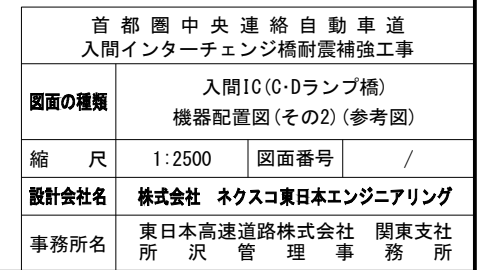 首都圏中央連絡自動車道
入間インターチェンジ橋耐震補強工事
図面の種類
入間IC(C・Dランプ橋)
機器配置図(その2)(参考図)
縮 尺 1:2500 図面番号 /
設計会社名 株式会社 ネクスコ東日本エンジニアリング
事務所名
東日本高速道路株式会社 関東支社
所沢管理事務所